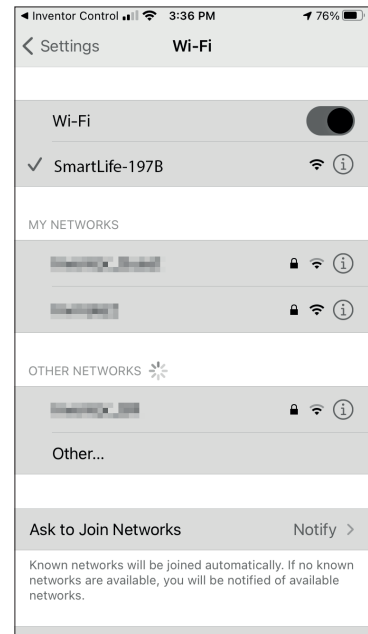 ◀ Inventor Control 3:36 PM 76%
Settings Wi-Fi
Wi-Fi
SmartLife-197B
MY NETWORKS
OTHER NETWORKS
Other...
Ask to Join Networks Notify
Known networks will be joined automatically. If no known
networks are available, you will be notified of available
networks.